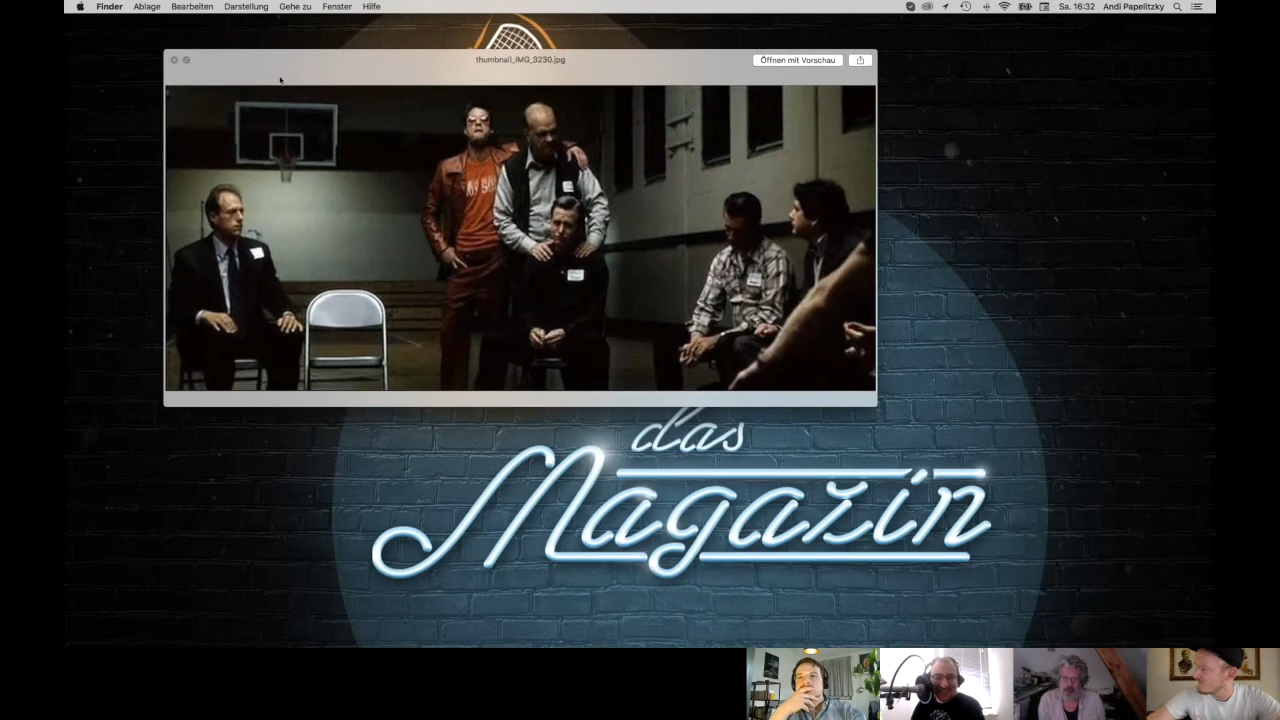 Finder Ablage Bearbeiten Darstellung Gehe zu Fenster Hilfe Sa. 16:32 Andi Papelitzky
thumbnail_IMG_3230.jpg Öffnen mit Vorschau
das
Magazin